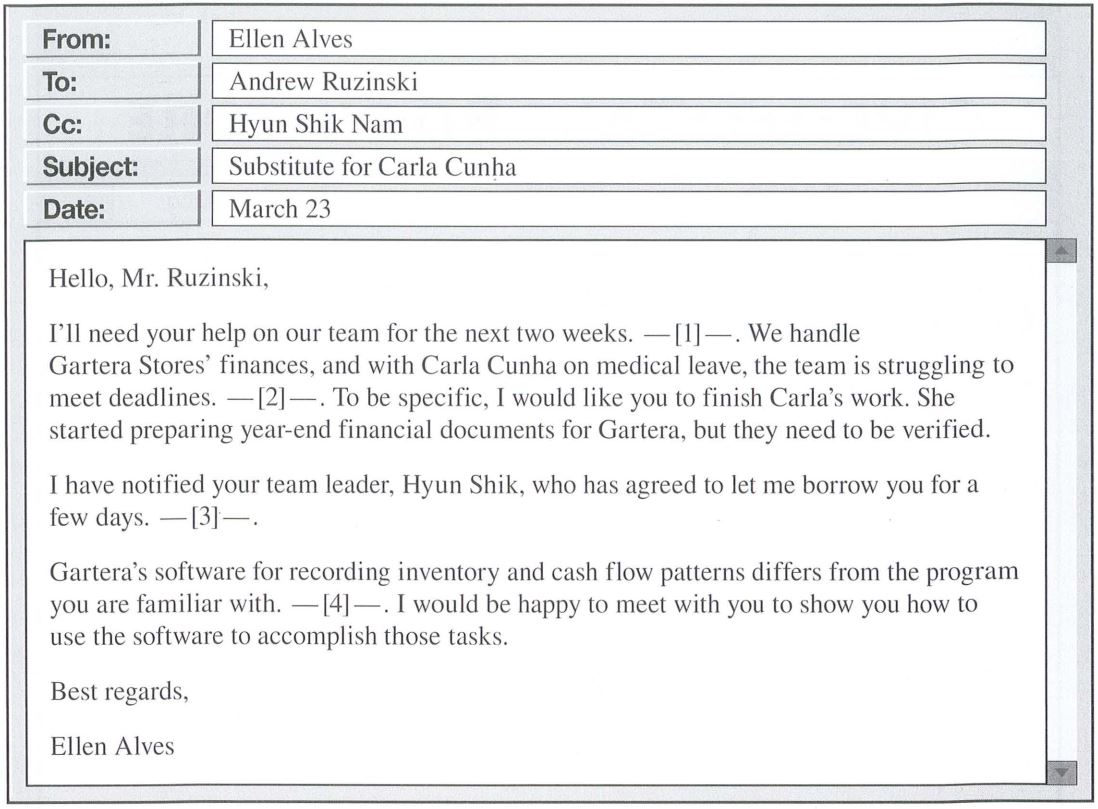 From: Ellen Alves
To: Andrew Ruzinski
Cc: Hyun Shik Nam
Subject: Substitute for Carla Cunha
Date: March 23
Hello, Mr. Ruzinski,
I'll need your help on our team for the next two weeks. —[1]—. We handle
Gartera Stores' finances, and with Carla Cunha on medical leave, the team is struggling to
meet deadlines. —[2]—. To be specific, I would like you to finish Carla's work. She
started preparing year-end financial documents for Gartera, but they need to be verified.
I have notified your team leader, Hyun Shik, who has agreed to let me borrow you for a
few days. —[3]—.
Gartera's software for recording inventory and cash flow patterns differs from the program
you are familiar with. —[4]—. I would be happy to meet with you to show you how to
use the software to accomplish those tasks.
Best regards,
Ellen Alves